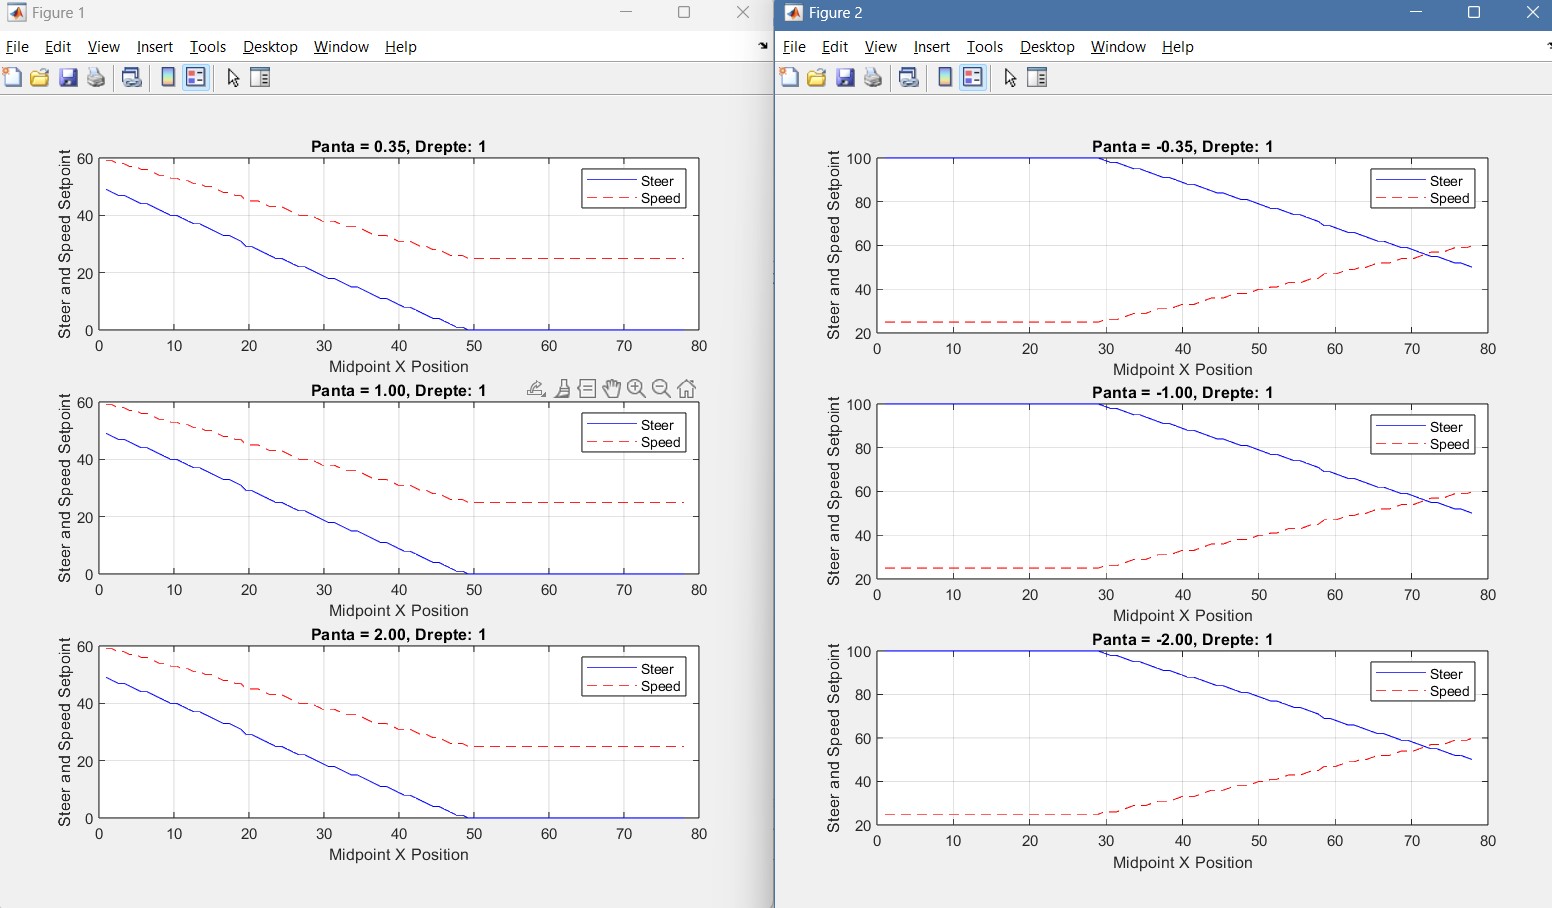 Figure 1
File Edit View Insert Tools Desktop Window Help
Panta = 0.35, Drepte: 1
Steer and Speed Setpoint
60
40
20
0
Steer
Speed
0 10 20 30 40 50 60 70 80
Midpoint X Position
Panta = 1.00, Drepte: 1
Steer and Speed Setpoint
60
40
20
0
Steer
Speed
0 10 20 30 40 50 60 70 80
Midpoint X Position
Panta = 2.00, Drepte: 1
Steer and Speed Setpoint
60
40
20
0
Steer
Speed
0 10 20 30 40 50 60 70 80
Midpoint X Position
Figure 2
File Edit View Insert Tools Desktop Window Help
Panta = -0.35, Drepte: 1
Steer and Speed Setpoint
100
80
60
40
20
Steer
Speed
0 10 20 30 40 50 60 70 80
Midpoint X Position
Panta = -1.00, Drepte: 1
Steer and Speed Setpoint
100
80
60
40
20
Steer
Speed
0 10 20 30 40 50 60 70 80
Midpoint X Position
Panta = -2.00, Drepte: 1
Steer and Speed Setpoint
100
80
60
40
20
Steer
Speed
0 10 20 30 40 50 60 70 80
Midpoint X Position